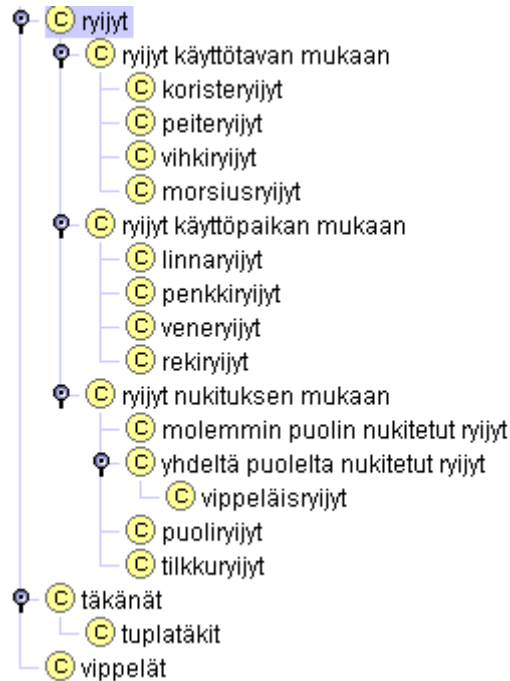 C ryijyt
C ryijyt käyttötavan mukaan
C koristeryijyt
C peiteryijyt
C vihkiryijyt
C morsiusryijyt
C ryijyt käyttöpaikan mukaan
C linnaryijyt
C penkkiryijyt
C veneryijyt
C rekiryijyt
C ryijyt nukituksen mukaan
C molemmin puolin nukitetut ryijyt
C yhdeltä puolelta nukitetut ryijyt
C vippeläisryijyt
C puoliryijyt
C tilkkuryijyt
C täkänät
C tuplatäkit
C vippelät